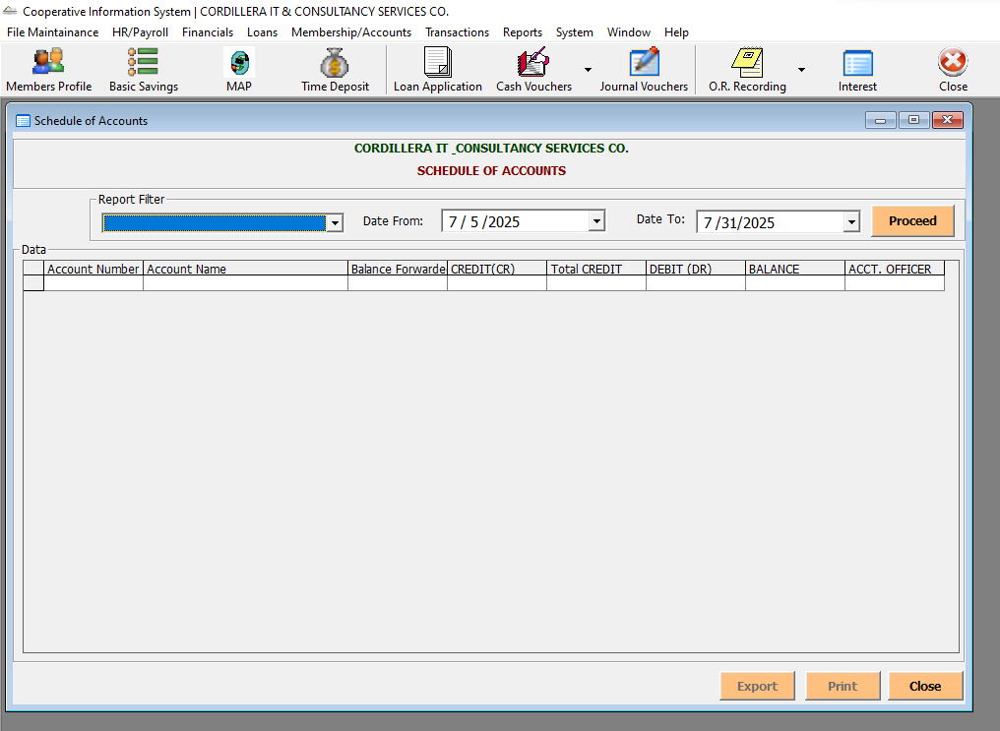 Cooperative Information System | CORDILLERA IT & CONSULTANCY SERVICES CO.
File Maintainance HR/Payroll Financials Loans Membership/Accounts Transactions Reports System Window Help
Members Profile Basic Savings MAP Time Deposit Loan Application Cash Vouchers Journal Vouchers O.R. Recording Interest Close
Schedule of Accounts
CORDILLERA IT _CONSULTANCY SERVICES CO.
SCHEDULE OF ACCOUNTS
Report Filter
Date From: 7 / 5 /2025 Date To: 7 /31/2025 Proceed
Data
Account Number Account Name Balance Forwarde CREDIT(CR) Total CREDIT DEBIT (DR) BALANCE ACCT. OFFICER
Export Print Close